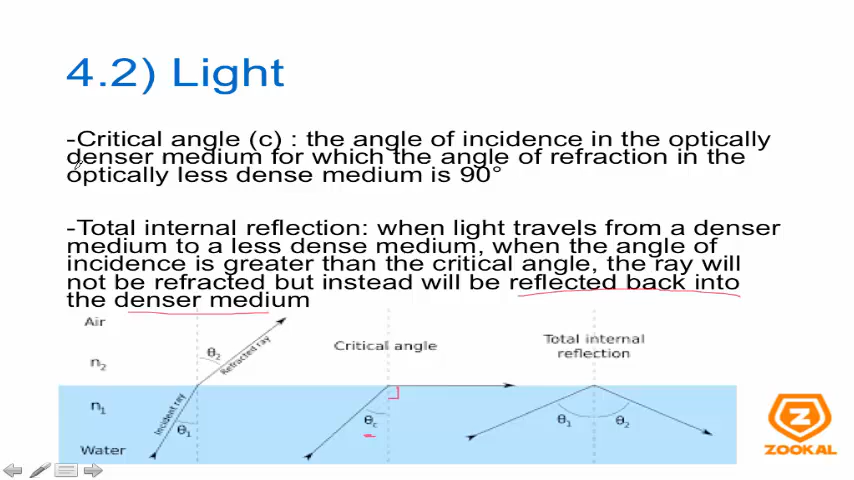 4.2) Light
-Critical angle (c) : the angle of incidence in the optically
denser medium for which the angle of refraction in the
optically less dense medium is 90°
-Total internal reflection: when light travels from a denser
medium to a less dense medium, when the angle of
incidence is greater than the critical angle, the ray will
not be refracted but instead will be reflected back into
the denser medium
Air
n₂
θ₂
Refracted ray
n₁
Incident ray
θ₁
Water
Critical angle
θc
Total internal
reflection
θ₁
θ₂
Z
ZOOKAL